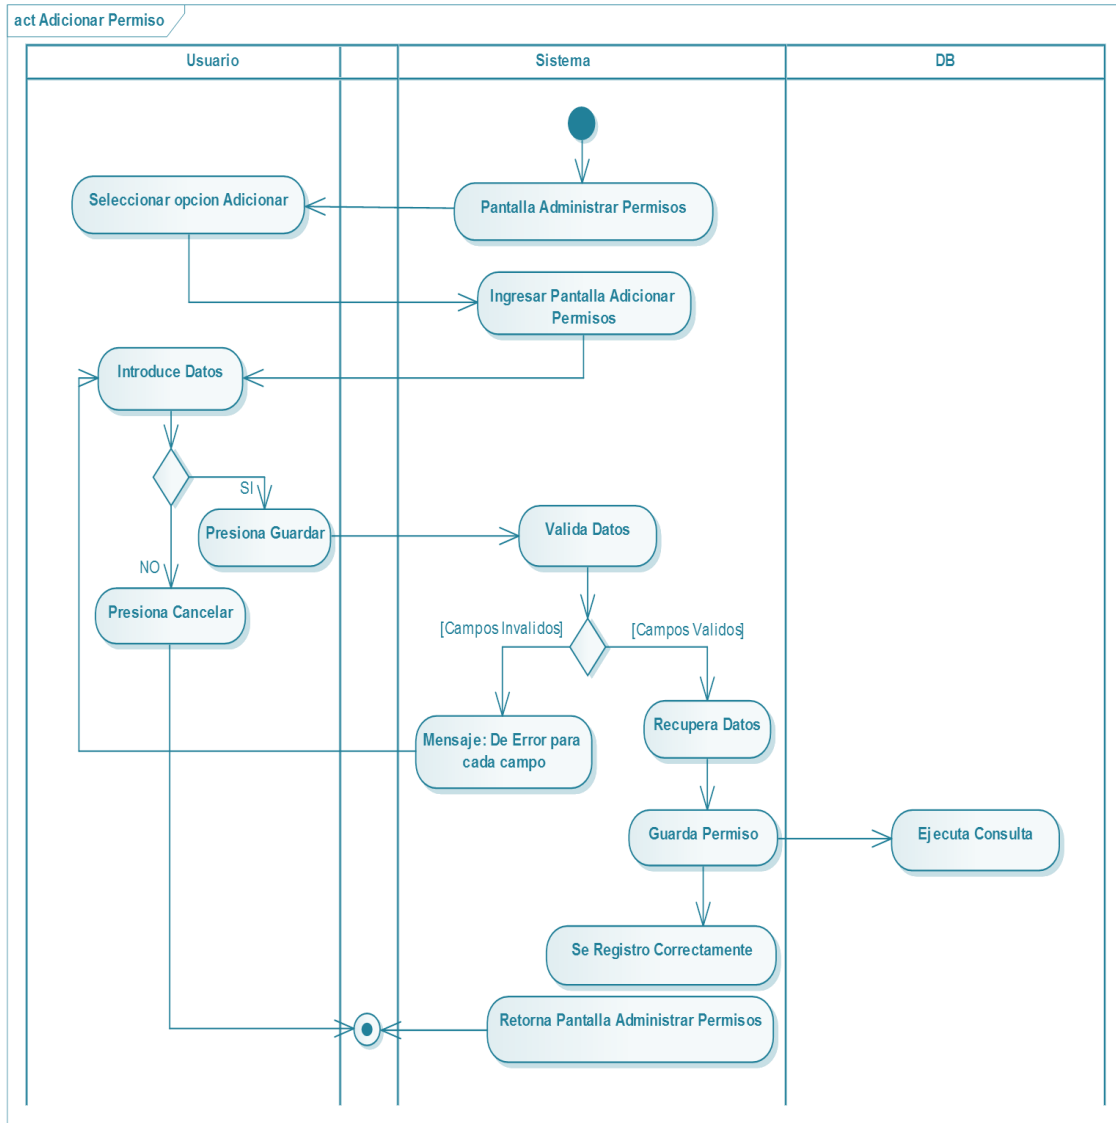 act Adicionar Permiso
Usuario
Sistema
DB
Seleccionar opcion Adicionar
Pantalla Administrar Permisos
Ingresar Pantalla Adicionar
Permisos
Introduce Datos
SI
Presiona Guardar
Valida Datos
NO
Presiona Cancelar
[Campos Invalidos]
[Campos Validos]
Mensaje: De Error para
cada campo
Recupera Datos
Guarda Permiso
Ejecuta Consulta
Se Registro Correctamente
Retorna Pantalla Administrar Permisos